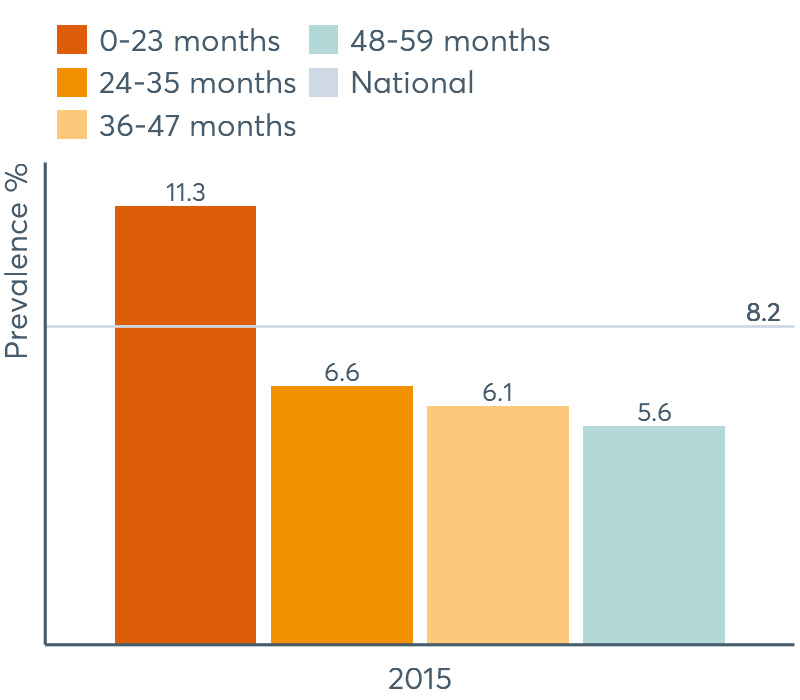 0-23 months
48-59 months
24-35 months
National
36-47 months
Prevalence %
11.3
8.2
6.6
6.1
5.6
2015